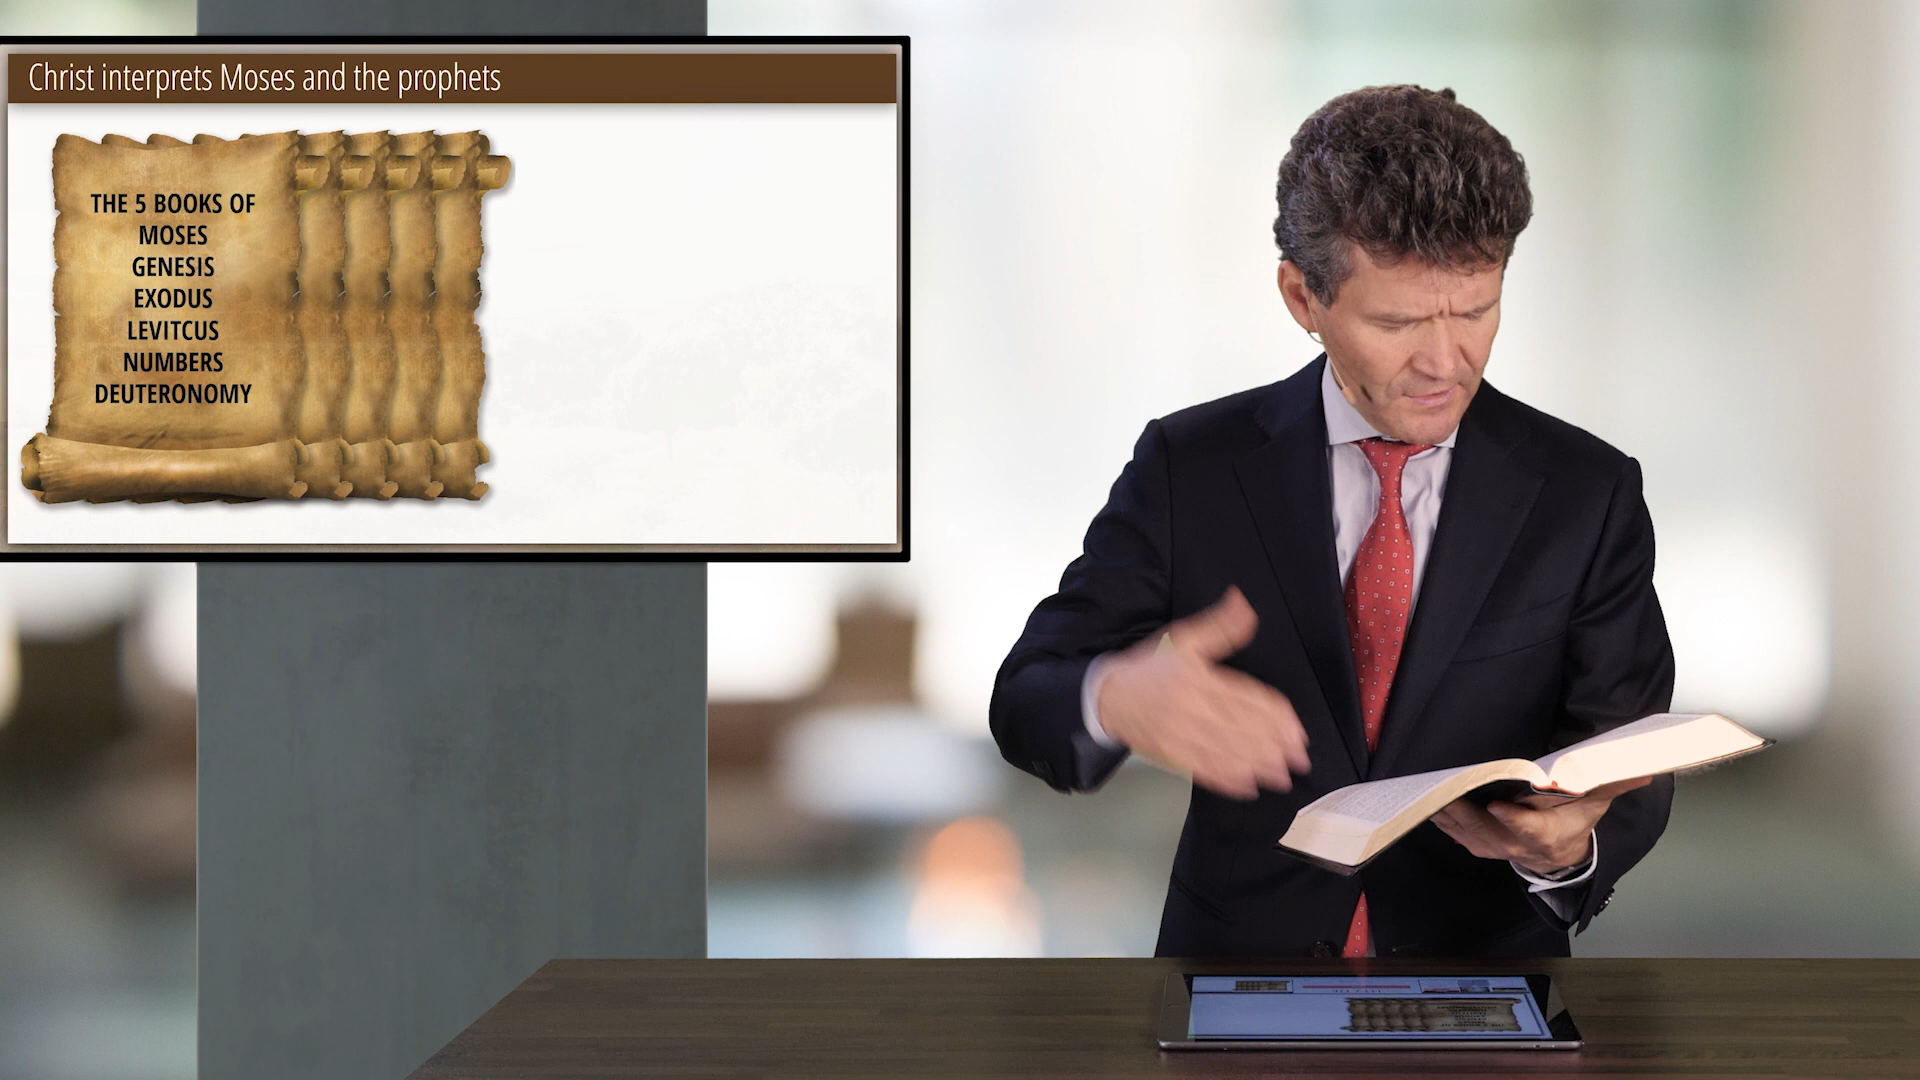 Christ interprets Moses and the prophets
THE 5 BOOKS OF
MOSES
GENESIS
EXODUS
LEVITCUS
NUMBERS
DEUTERONOMY